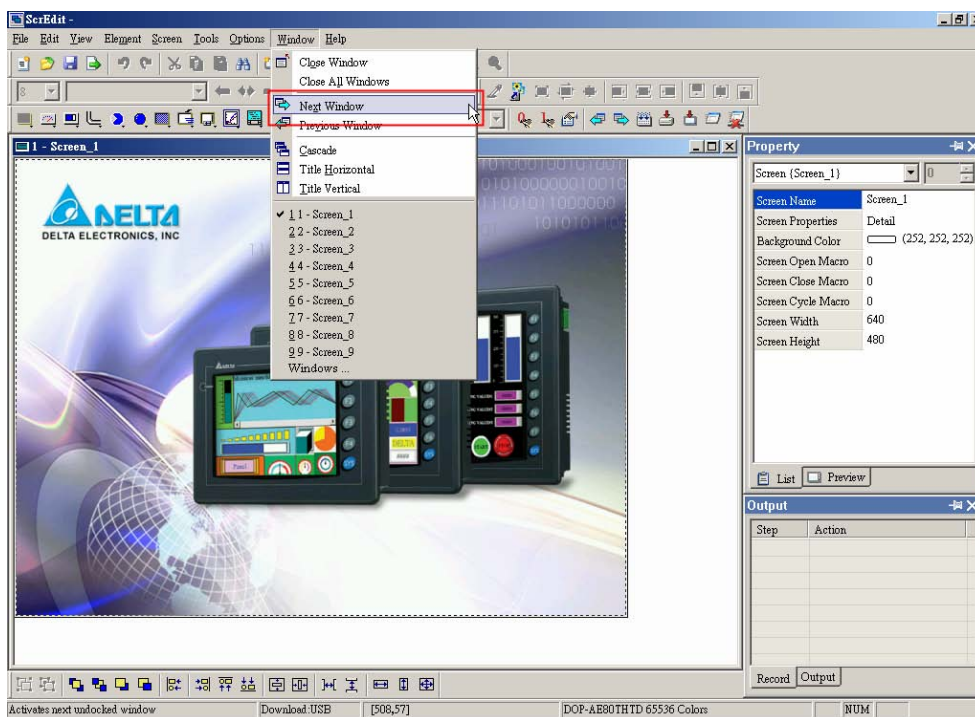 ScrEdit -
File Edit View Element Screen Tools Options Window Help
Close Window
Close All Windows
Next Window
Previous Window
Cascade
Title Horizontal
Title Vertical
1 1 - Screen_1
2 2 - Screen_2
3 3 - Screen_3
4 4 - Screen_4
5 5 - Screen_5
6 6 - Screen_6
7 7 - Screen_7
8 8 - Screen_8
9 9 - Screen_9
Windows ...
8
1 - Screen_1
DELTA
DELTA ELECTRONICS, INC
DELTA
Property
Screen {Screen_1} 0
Screen Name Screen_1
Screen Properties Detail
Background Color (252, 252, 252)
Screen Open Macro 0
Screen Close Macro 0
Screen Cycle Macro 0
Screen Width 640
Screen Height 480
List Preview
Output
Step Action
Record Output
Activates next undocked window Download:USB [508,57] DOP-AE80THTD 65536 Colors NUM